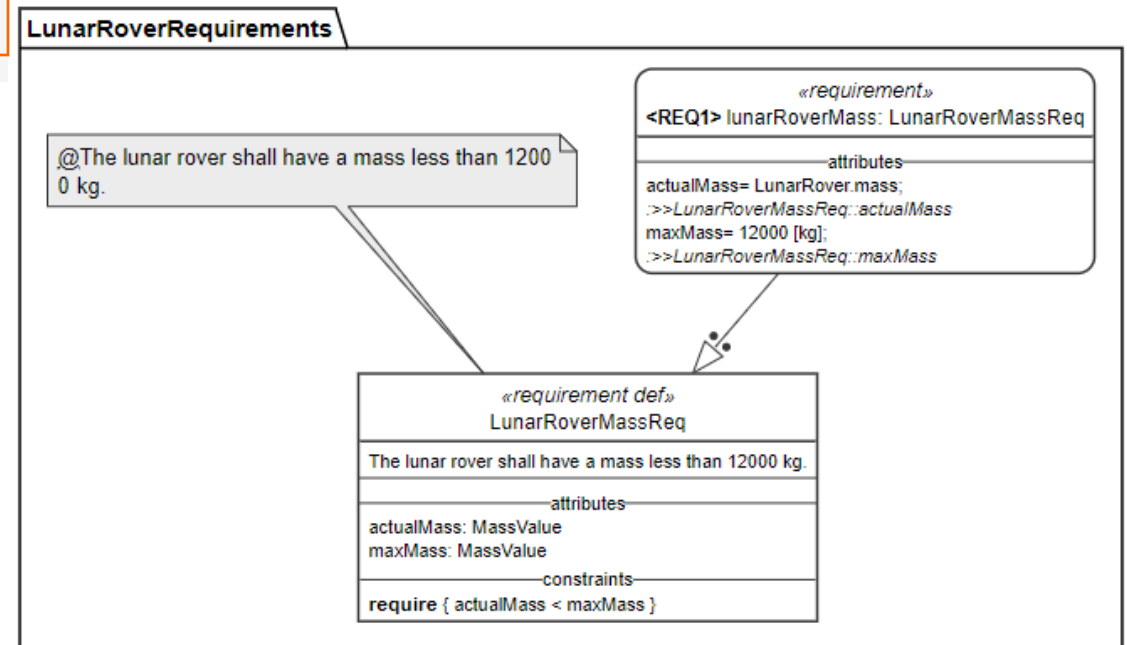 LunarRoverRequirements
«requirement»
<REQ1> lunarRoverMass: LunarRoverMassReq
attributes
actualMass= LunarRover.mass;
:>>LunarRoverMassReq::actualMass
maxMass= 12000 [kg];
:>>LunarRoverMassReq::maxMass
@The lunar rover shall have a mass less than 1200
0 kg.
«requirement def»
LunarRoverMassReq
The lunar rover shall have a mass less than 12000 kg.
attributes
actualMass: MassValue
maxMass: MassValue
constraints
require { actualMass < maxMass }